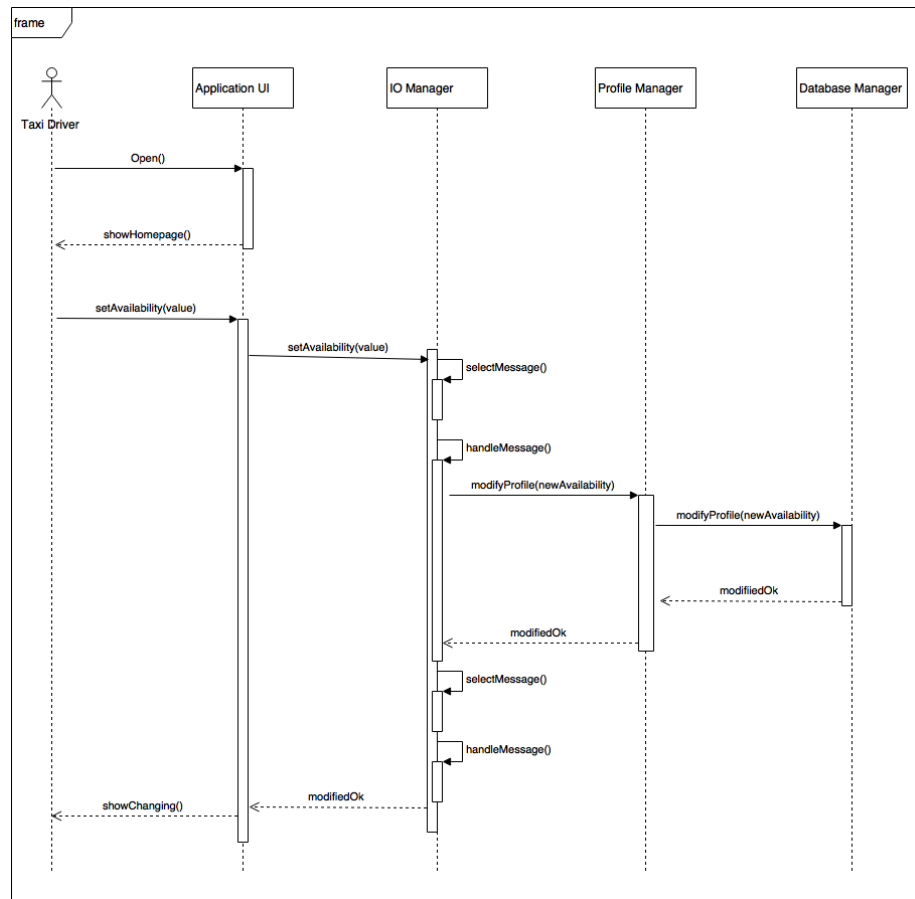 frame
Application UI
IO Manager
Profile Manager
Database Manager
Taxi Driver
Open()
showHomepage()
setAvailability(value)
setAvailability(value)
selectMessage()
handleMessage()
modifyProfile(newAvailability)
modifyProfile(newAvailability)
modifiiedOk
modifiedOk
selectMessage()
handleMessage()
modifiedOk
showChanging()